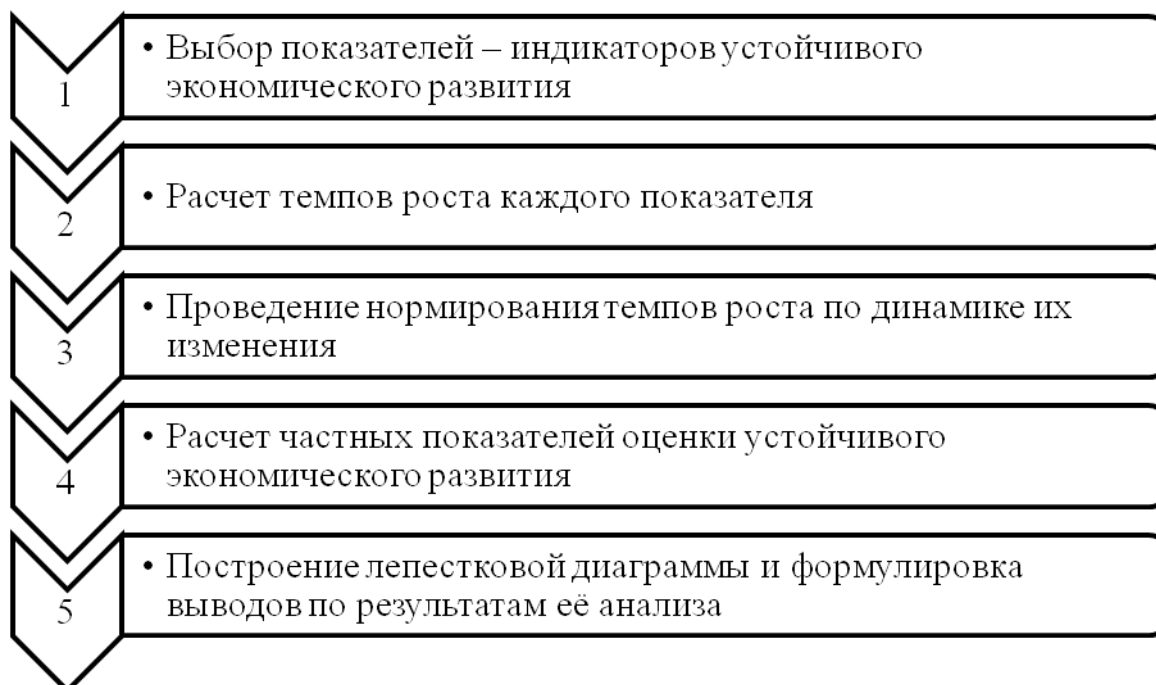 1
• Выбор показателей – индикаторов устойчивого
экономического развития
2
• Расчет темпов роста каждого показателя
3
• Проведение нормирования темпов роста по динамике их
изменения
4
• Расчет частных показателей оценки устойчивого
экономического развития
5
• Построение лепестковой диаграммы и формулировка
выводов по результатам её анализа